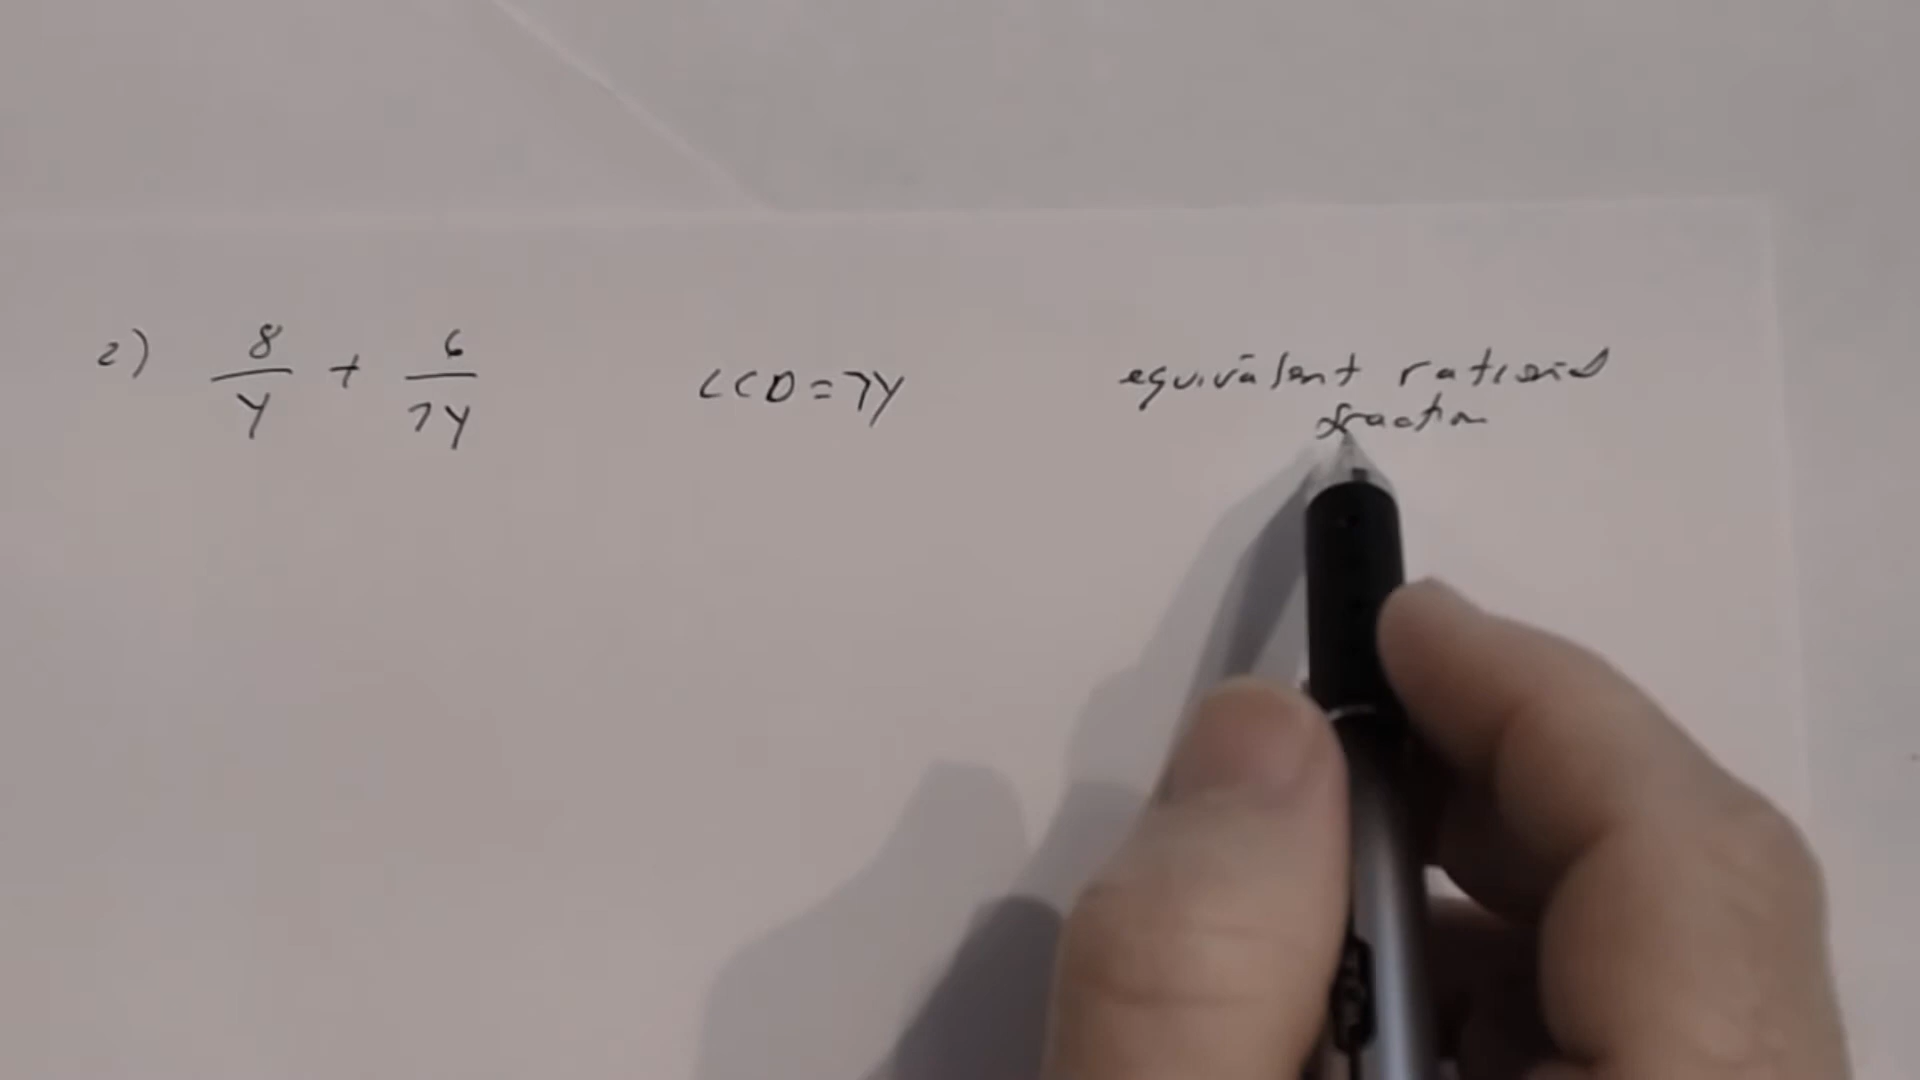 2) 8/y + 6/7y LCD = 7y equivalent rational
fraction